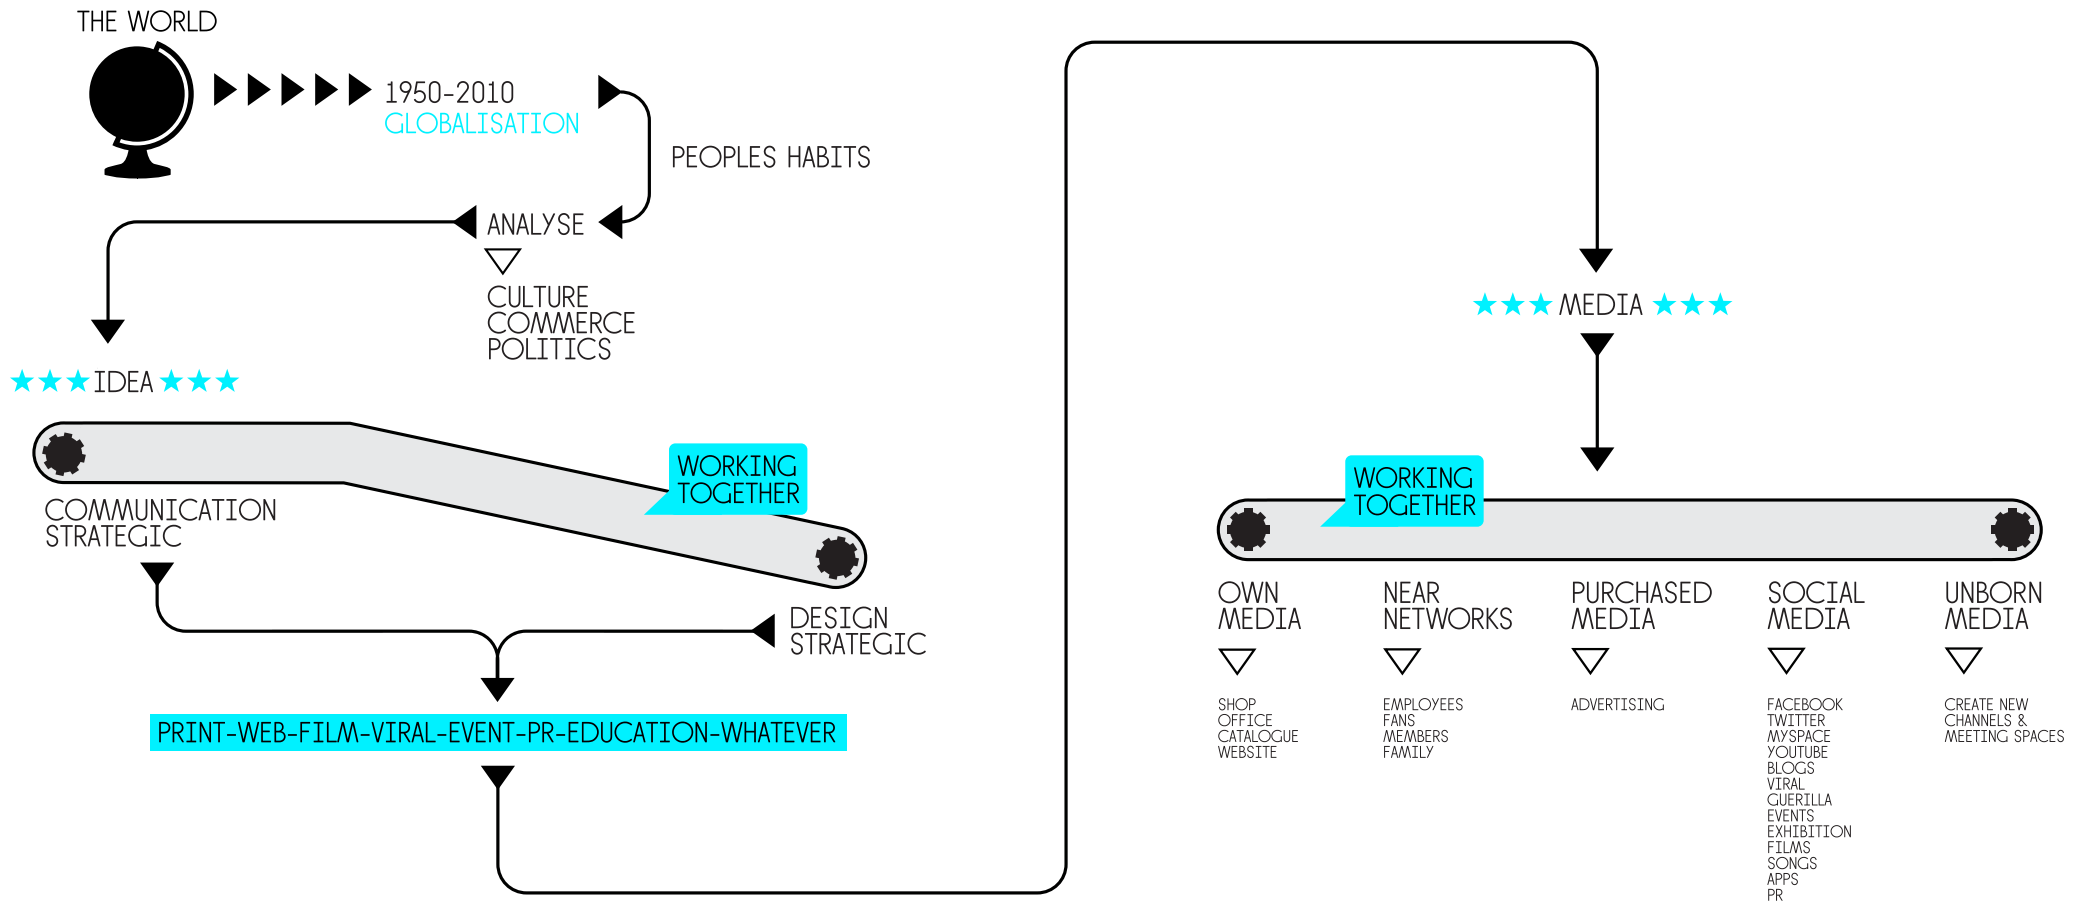 THE WORLD
1950-2010
GLOBALISATION
PEOPLES HABITS
ANALYSE
CULTURE
COMMERCE
POLITICS
IDEA
WORKING
TOGETHER
COMMUNICATION
STRATEGIC
DESIGN
STRATEGIC
PRINT-WEB-FILM-VIRAL-EVENT-PR-EDUCATION-WHATEVER
MEDIA
WORKING
TOGETHER
OWN
MEDIA
SHOP
OFFICE
CATALOGUE
WEBSITE
NEAR
NETWORKS
EMPLOYEES
FANS
MEMBERS
FAMILY
PURCHASED
MEDIA
ADVERTISING
SOCIAL
MEDIA
FACEBOOK
TWITTER
MYSPACE
YOUTUBE
BLOGS
VIRAL
GUERILLA
EVENTS
EXHIBITION
FILMS
SONGS
APPS
PR
UNBORN
MEDIA
CREATE NEW
CHANNELS &
MEETING SPACES